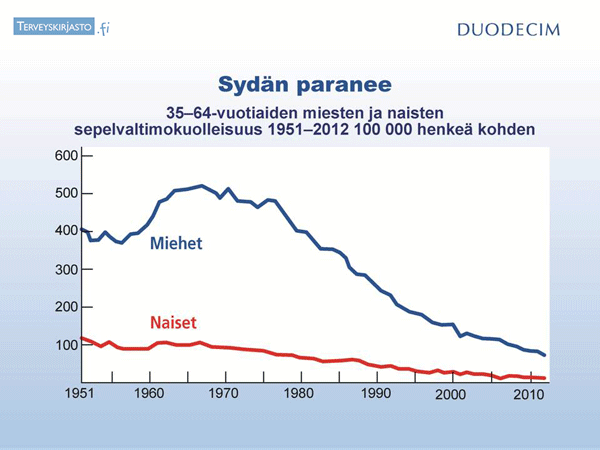 TERVEYSKIRJASTO.fi
DUODECIM
Sydän paranee
35–64-vuotiaiden miesten ja naisten
sepelvaltimokuolleisuus 1951–2012 100 000 henkeä kohden
600
500
400
Miehet
300
200
Naiset
100
1951 1960 1970 1980 1990 2000 2010